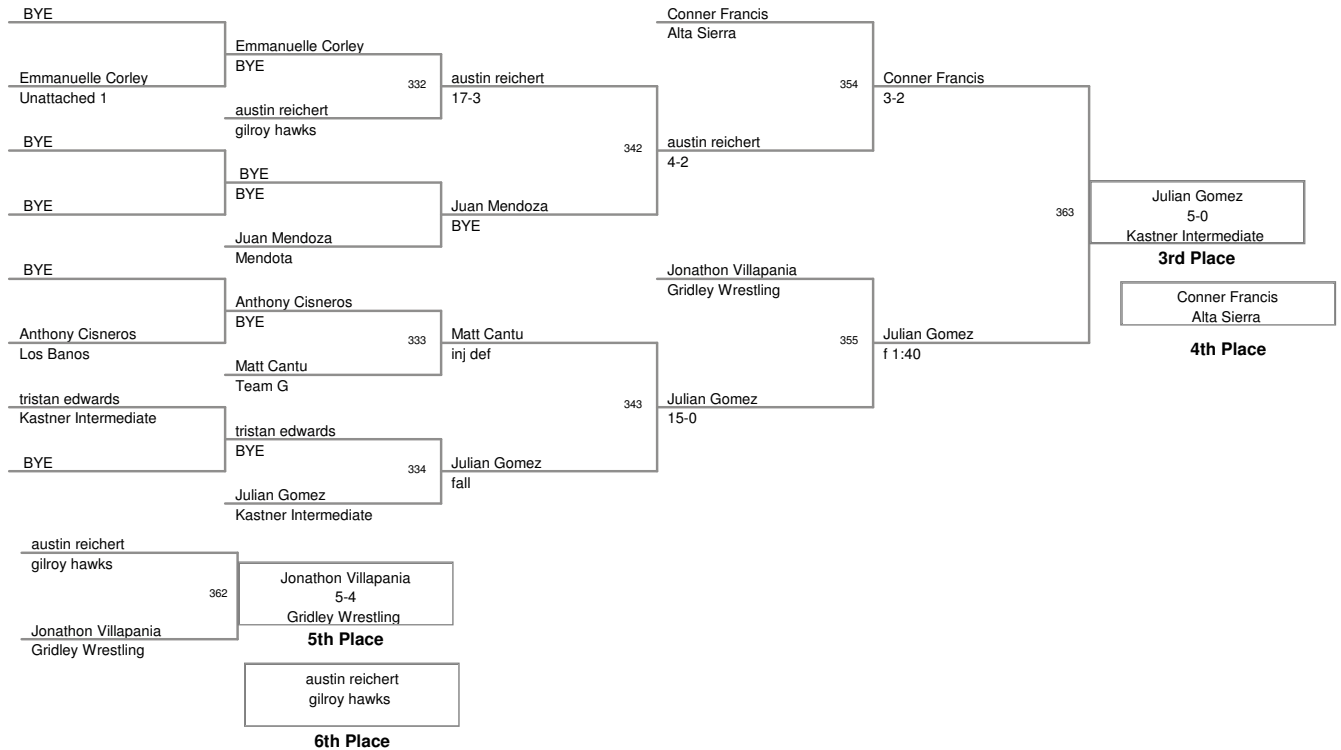 BYE
Emmanuelle Corley
Unattached 1
BYE
BYE
BYE
Anthony Cisneros
Los Banos
tristan edwards
Kastner Intermediate
BYE
Emmanuelle Corley
BYE
332
austin reichert
gilroy hawks
BYE
BYE
Juan Mendoza
Mendota
Anthony Cisneros
BYE
333
Matt Cantu
Team G
tristan edwards
BYE
334
Julian Gomez
Kastner Intermediate
austin reichert
17-3
342
Juan Mendoza
BYE
Matt Cantu
inj def
343
Julian Gomez
fall
Conner Francis
Alta Sierra
354
austin reichert
4-2
Jonathon Villapania
Gridley Wrestling
355
Julian Gomez
15-0
Conner Francis
3-2
363
Julian Gomez
f 1:40
Julian Gomez
5-0
Kastner Intermediate
3rd Place
Conner Francis
Alta Sierra
4th Place
austin reichert
gilroy hawks
362
Jonathon Villapania
Gridley Wrestling
Jonathon Villapania
5-4
Gridley Wrestling
5th Place
austin reichert
gilroy hawks
6th Place